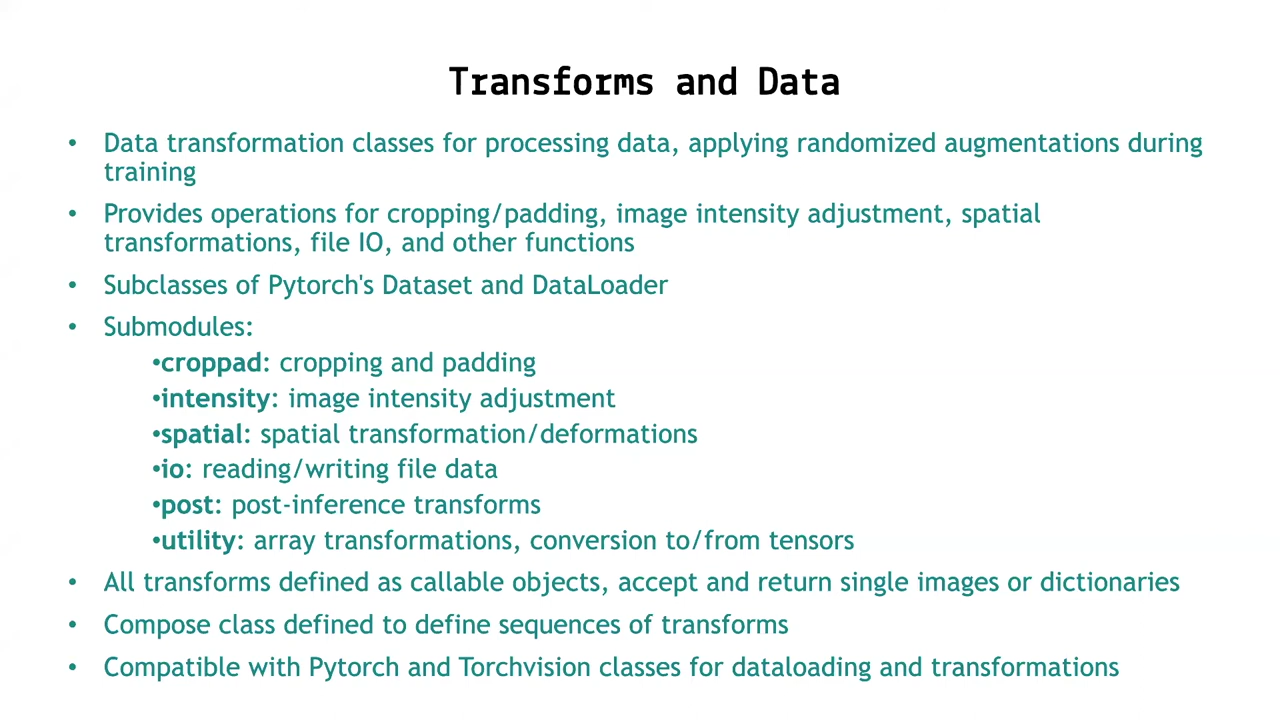 Transforms and Data
• Data transformation classes for processing data, applying randomized augmentations during
training
• Provides operations for cropping/padding, image intensity adjustment, spatial
transformations, file IO, and other functions
• Subclasses of Pytorch's Dataset and DataLoader
• Submodules:
•croppad: cropping and padding
•intensity: image intensity adjustment
•spatial: spatial transformation/deformations
•io: reading/writing file data
•post: post-inference transforms
•utility: array transformations, conversion to/from tensors
• All transforms defined as callable objects, accept and return single images or dictionaries
• Compose class defined to define sequences of transforms
• Compatible with Pytorch and Torchvision classes for dataloading and transformations